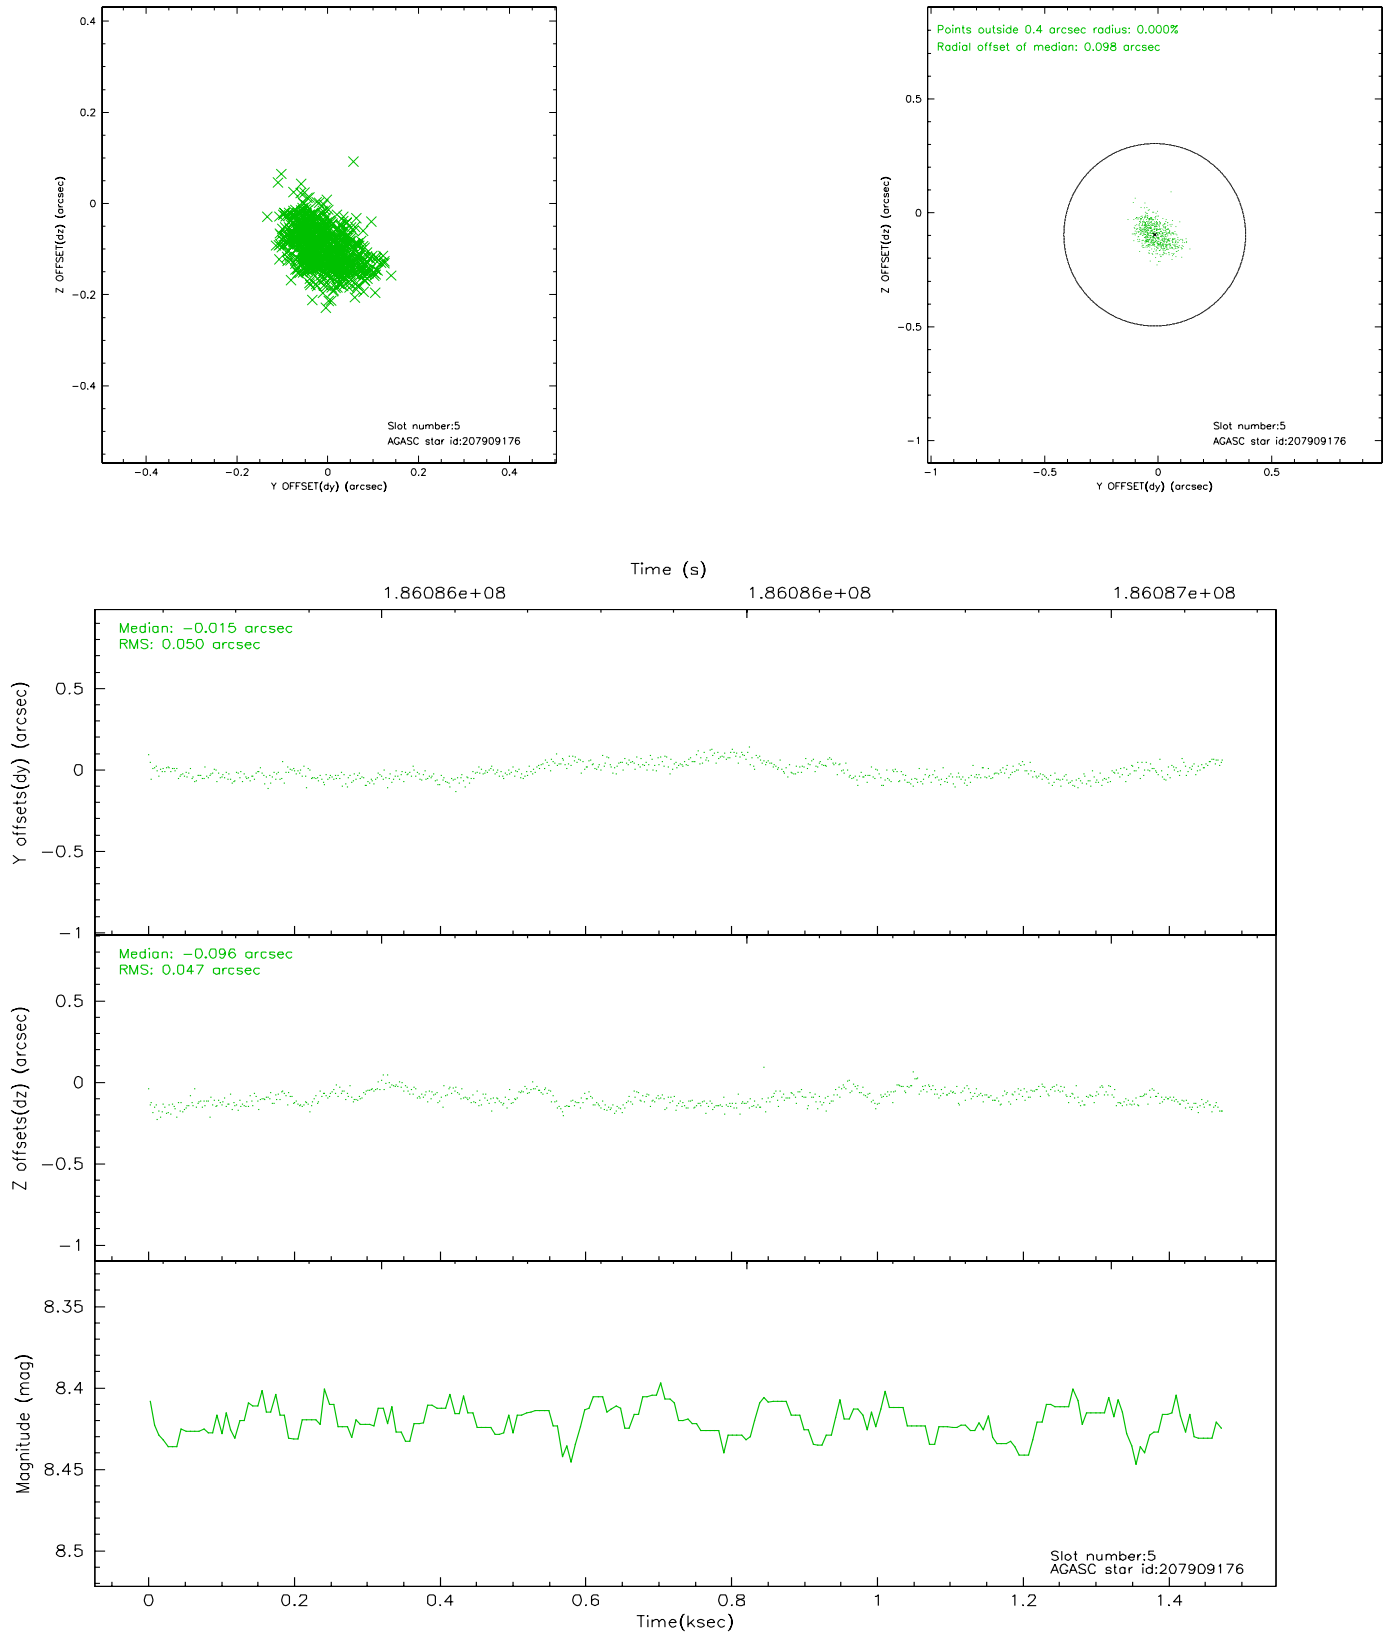 0.4
0.2
0
−0.2
−0.4
Z OFFSET(dz) (arcsec)
Slot number:5
AGASC star id:207909176
−0.4 −0.2 0 0.2 0.4
Y OFFSET(dy) (arcsec)
Points outside 0.4 arcsec radius: 0.000%
Radial offset of median: 0.098 arcsec
0.5
0
−0.5
−1
Z OFFSET(dz) (arcsec)
Slot number:5
AGASC star id:207909176
−1 −0.5 0 0.5
Y OFFSET(dy) (arcsec)
Time (s)
1.86086e+08 1.86086e+08 1.86087e+08
Median: −0.015 arcsec
RMS: 0.050 arcsec
0.5
0
−0.5
−1
Y offsets(dy) (arcsec)
Median: −0.096 arcsec
RMS: 0.047 arcsec
0.5
0
−0.5
−1
Z offsets(dz) (arcsec)
8.35
8.4
8.45
8.5
Magnitude (mag)
Slot number:5
AGASC star id:207909176
0 0.2 0.4 0.6 0.8 1 1.2 1.4
Time(ksec)